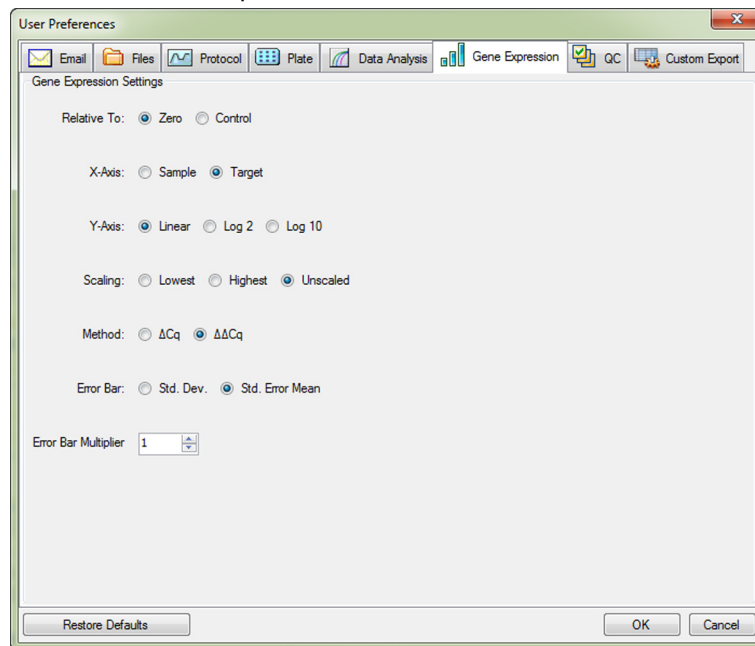 User Preferences
Email Files Protocol Plate Data Analysis Gene Expression QC Custom Export
Gene Expression Settings
Relative To: Zero Control
X-Axis: Sample Target
Y-Axis: Linear Log 2 Log 10
Scaling: Lowest Highest Unscaled
Method: ΔCq ΔΔCq
Error Bar: Std. Dev. Std. Error Mean
Error Bar Multiplier 1
Restore Defaults OK Cancel